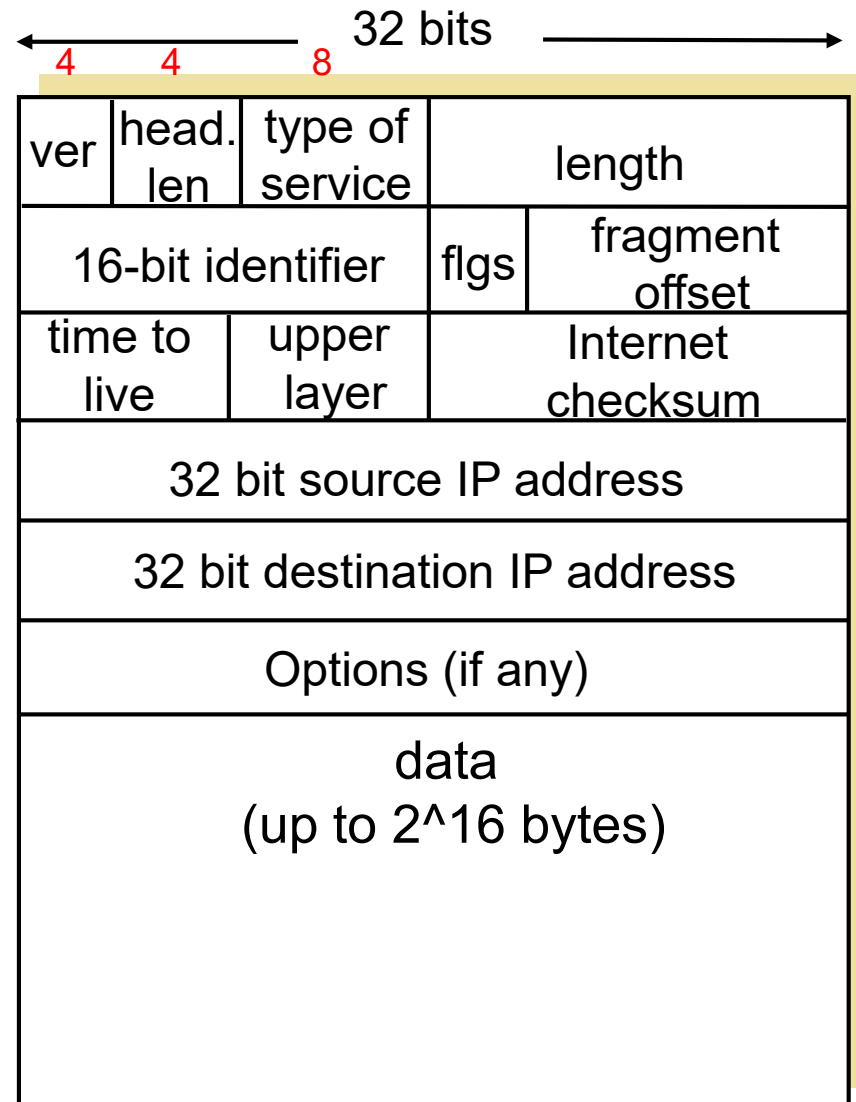 32 bits
4 4 8
ver head. len type of service length
16-bit identifier flgs fragment offset
time to live upper layer Internet checksum
32 bit source IP address
32 bit destination IP address
Options (if any)
data
(up to 2^16 bytes)